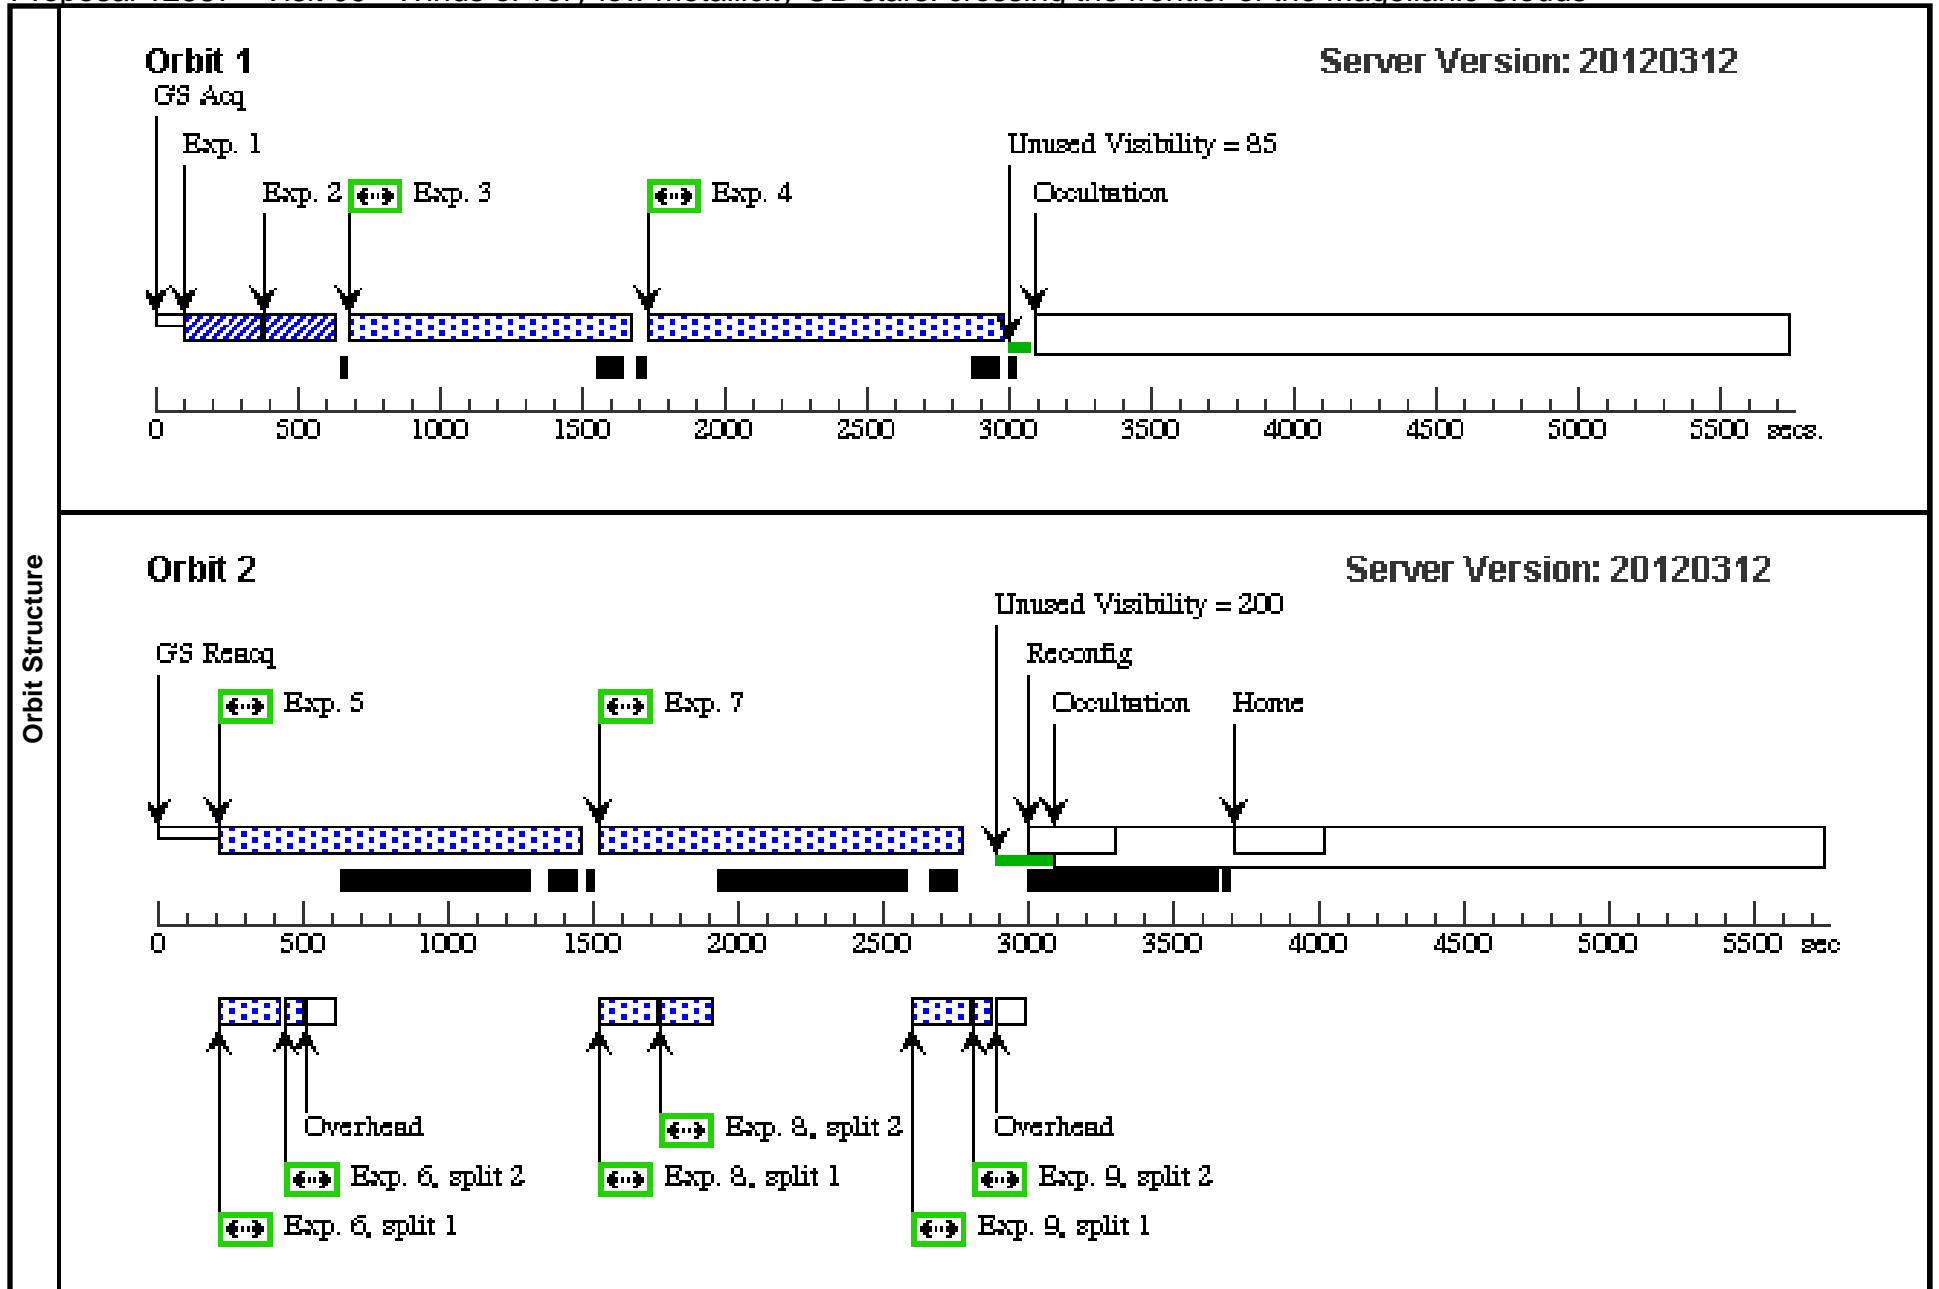 Orbit Structure
Orbit 1
Server Version: 20120312
GS Acq
Exp. 1
Unused Visibility = 85
Exp. 2
Exp. 3
Exp. 4
Occultation
0 500 1000 1500 2000 2500 3000 3500 4000 4500 5000 5500 secs.
Orbit 2
Server Version: 20120312
Unused Visibility = 200
GS Reacq
Reconfig
Exp. 5
Exp. 7
Occultation
Home
0 500 1000 1500 2000 2500 3000 3500 4000 4500 5000 5500 sec
Overhead
Exp. 8, split 2
Overhead
Exp. 6, split 2
Exp. 8, split 1
Exp. 9, split 2
Exp. 6, split 1
Exp. 9, split 1